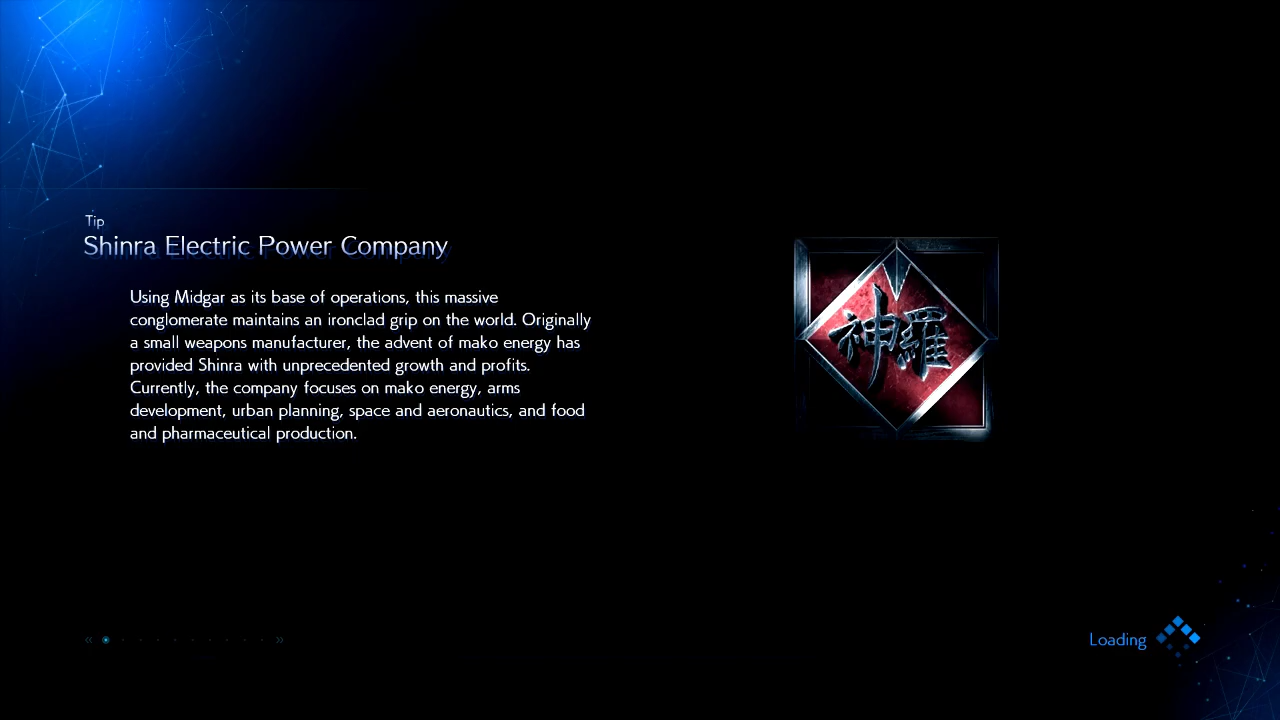 Tip
Shinra Electric Power Company
Using Midgar as its base of operations, this massive
conglomerate maintains an ironclad grip on the world. Originally
a small weapons manufacturer, the advent of mako energy has
provided Shinra with unprecedented growth and profits.
Currently, the company focuses on mako energy, arms
development, urban planning, space and aeronautics, and food
and pharmaceutical production.
神羅
Loading